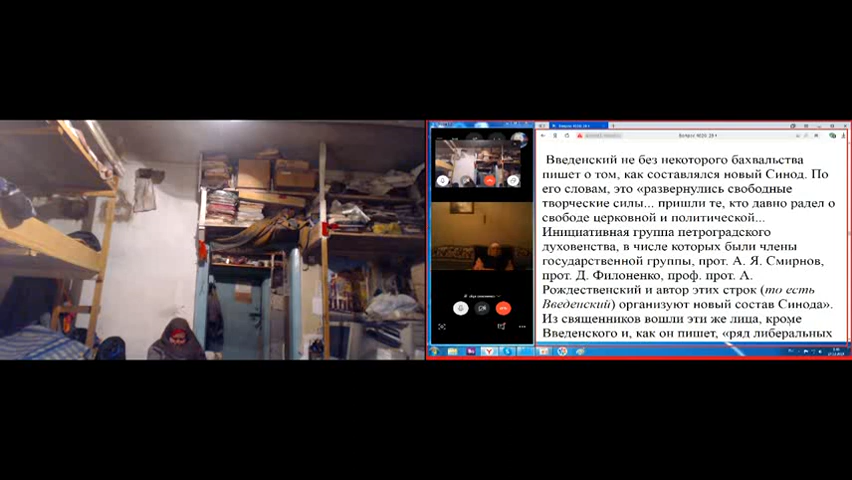 Введенский не без некоторого бахвальства
пишет о том, как составлялся новый Синод. По
его словам, это «развернулись свободные
творческие силы... пришли те, кто давно радел о
свободе церковной и политической...
Инициативная группа петроградского
духовенства, в числе которых были члены
государственной группы, прот. А. Я. Смирнов,
прот. Д. Филоненко, проф. прот. А.
Рождественский и автор этих строк (то есть
Введенский) организуют новый состав Синода».
Из священников вошли эти же лица, кроме
Введенского и, как он пишет, «ряд либеральных